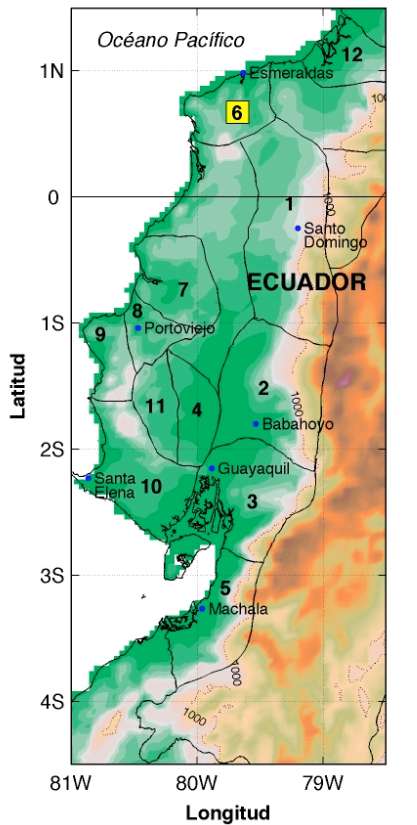 Océano Pacífico
12
1N
Esmeraldas
100
6
0
1
1000
Santo
Domingo
ECUADOR
7
8
1S
9
Portoviejo
2
1000
11
4
Babahoyo
2S
Guayaquil
Santa
Elena
10
3
3S
5
Machala
1000
4S
1000
81W
80W
79W
Latitud
Longitud